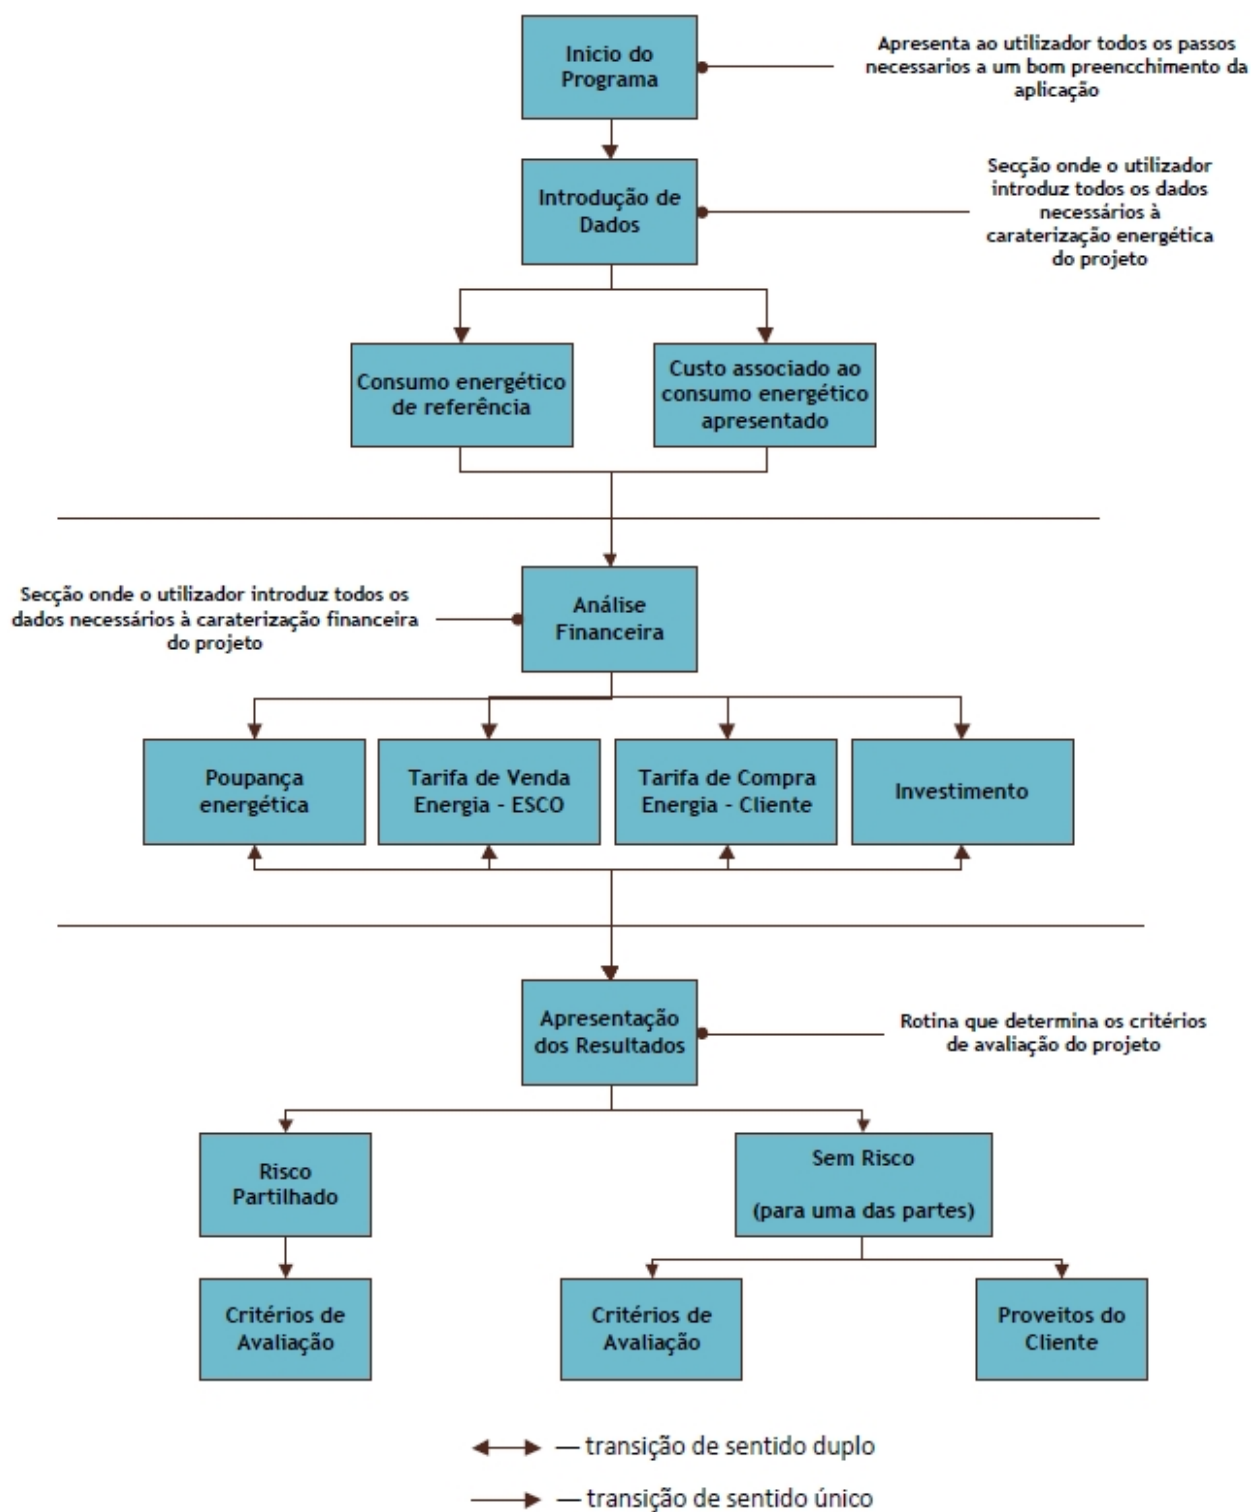 Inicio do
Programa
Apresenta ao utilizador todos os passos
necessarios a um bom preencchimento da
aplicação
Introdução de
Dados
Secção onde o utilizador
introduz todos os dados
necessários à
caraterização energética
do projeto
Consumo energético
de referência
Custo associado ao
consumo energético
apresentado
Secção onde o utilizador introduz todos os
dados necessários à caraterização financeira
do projeto
Análise
Financeira
Poupança
energética
Tarifa de Venda
Energia - ESCO
Tarifa de Compra
Energia - Cliente
Investimento
Apresentação
dos Resultados
Rotina que determina os critérios
de avaliação do projeto
Risco
Partilhado
Sem Risco
(para uma das partes)
Critérios de
Avaliação
Critérios de
Avaliação
Proveitos do
Cliente
— transição de sentido duplo
— transição de sentido único